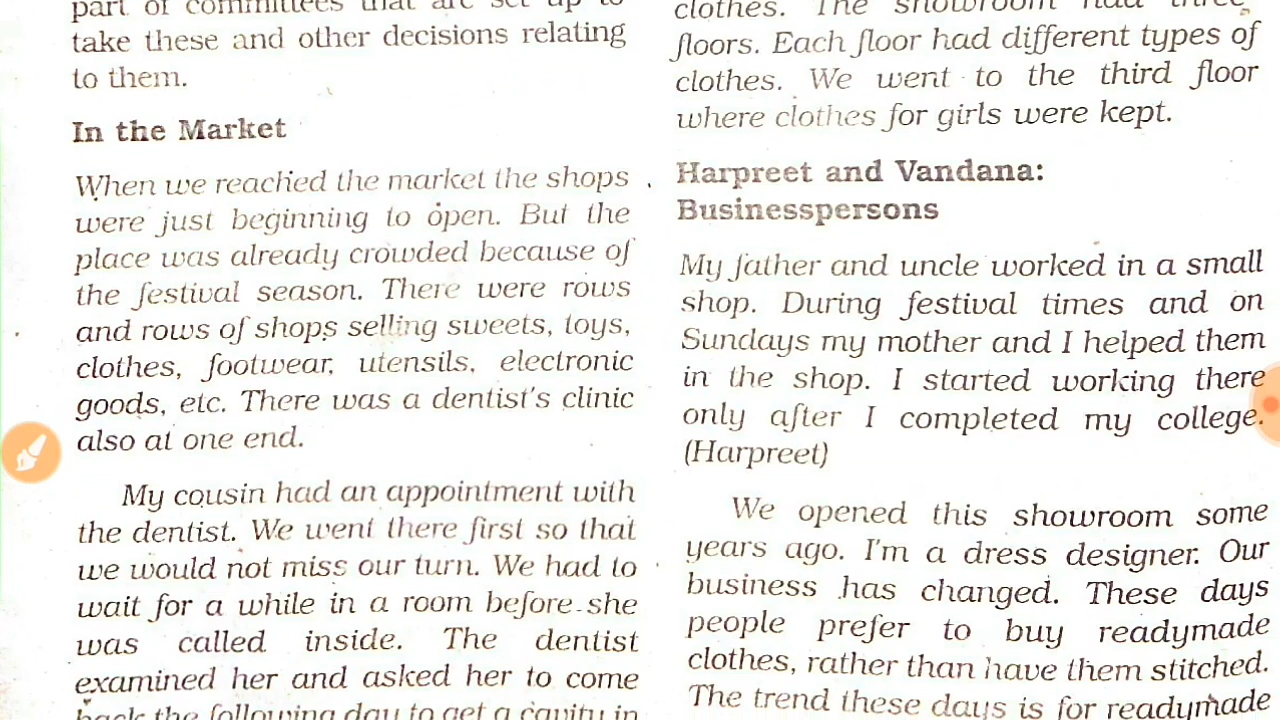 part of committees that are set up to
take these and other decisions relating
to them.
In the Market
When we reached the market the shops
were just beginning to open. But the
place was already crowded because of
the festival season. There were rows
and rows of shops selling sweets, toys,
clothes, footwear, utensils, electronic
goods, etc. There was a dentist's clinic
also at one end.
My cousin had an appointment with
the dentist. We went there first so that
we would not miss our turn. We had to
wait for a while in a room before she
was called inside. The dentist
examined her and asked her to come
back the following day to get a cavity in
clothes. The showroom had three
floors. Each floor had different types of
clothes. We went to the third floor
where clothes for girls were kept.
Harpreet and Vandana:
Businesspersons
My father and uncle worked in a small
shop. During festival times and on
Sundays my mother and I helped them
in the shop. I started working there
only after I completed my college.
(Harpreet)
We opened this showroom some
years ago. I'm a dress designer. Our
business has changed. These days
people prefer to buy readymade
clothes, rather than have them stitched.
The trend these days is for readymade